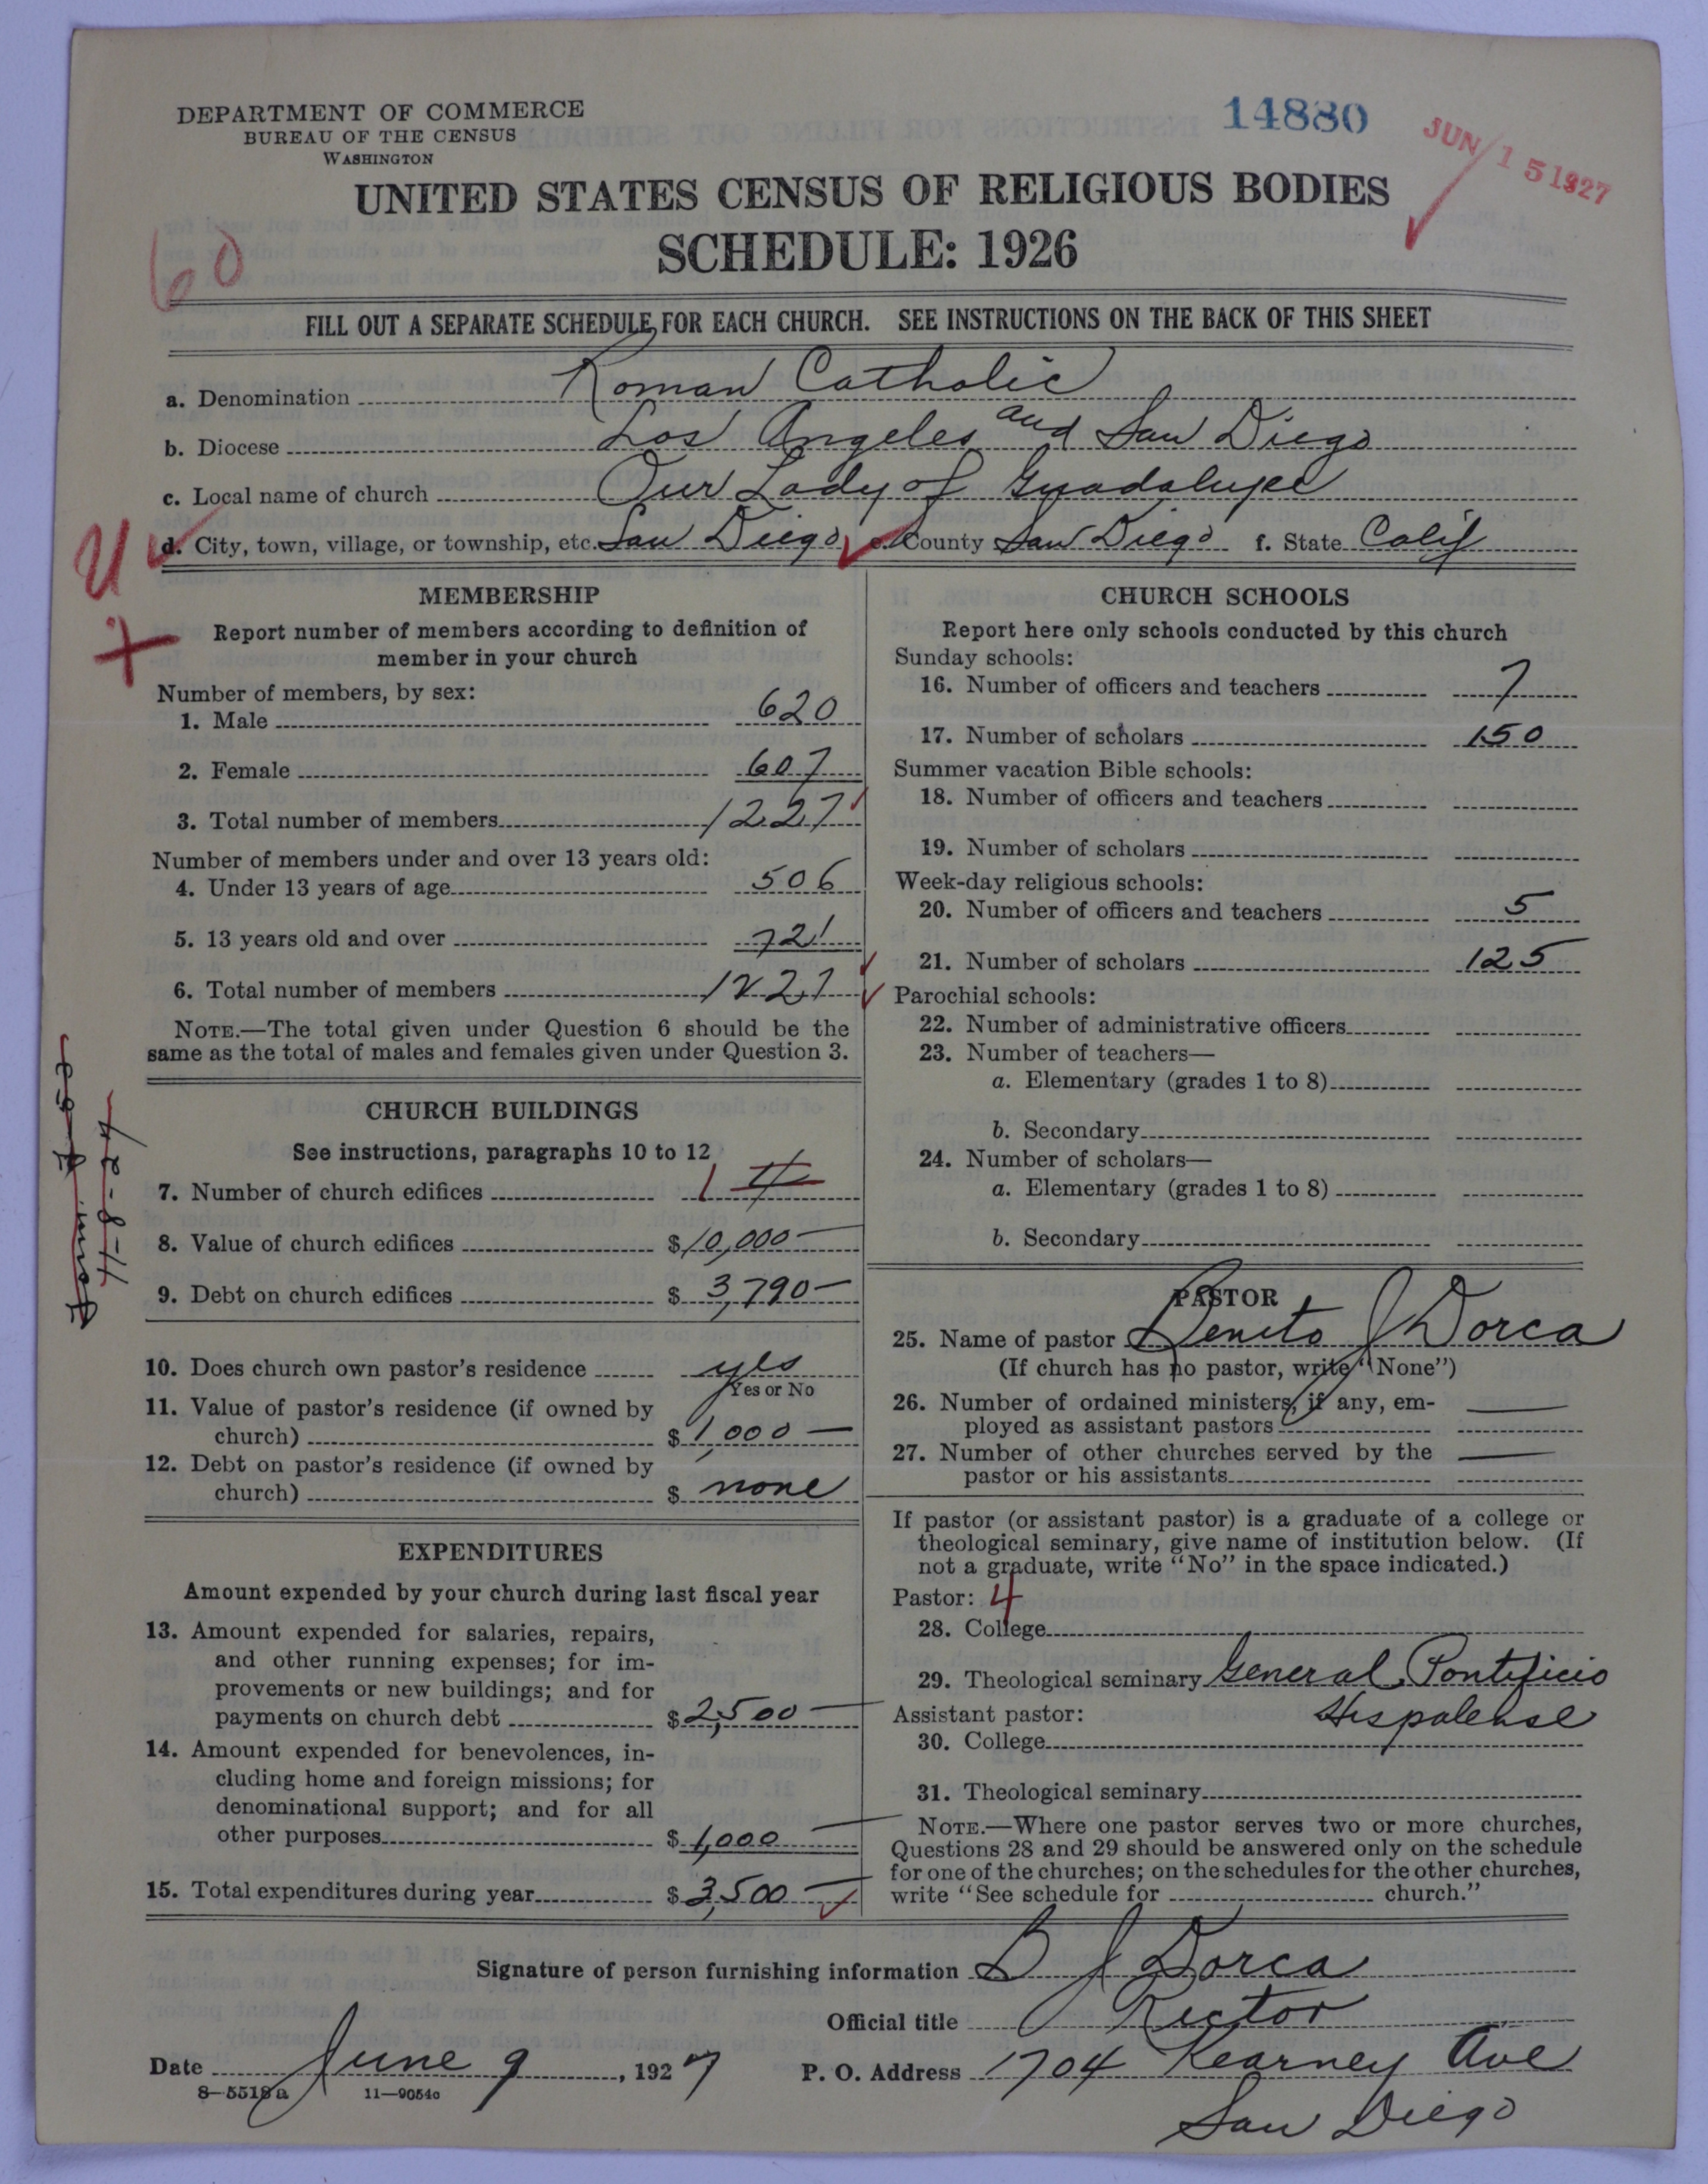 DEPARTMENT OF COMMERCE
BUREAU OF THE CENSUS
WASHINGTON
14880
JUN 15 1927
UNITED STATES CENSUS OF RELIGIOUS BODIES
SCHEDULE: 1926
60
FILL OUT A SEPARATE SCHEDULE FOR EACH CHURCH. SEE INSTRUCTIONS ON THE BACK OF THIS SHEET
a. Denomination Roman Catholic
b. Diocese Los Angeles and San Diego
c. Local name of church Our Lady of Guadalupe
d. City, town, village, or township, etc. San Diego e. County San Diego f. State Calif
U
MEMBERSHIP
Report number of members according to definition of
member in your church
Number of members, by sex:
1. Male 620
2. Female 607
3. Total number of members 1227
Number of members under and over 13 years old:
4. Under 13 years of age 506
5. 13 years old and over 721
6. Total number of members 1227
NOTE.—The total given under Question 6 should be the
same as the total of males and females given under Question 3.
CHURCH BUILDINGS
See instructions, paragraphs 10 to 12
7. Number of church edifices 1
8. Value of church edifices $10,000—
9. Debt on church edifices $ 3,790—
10. Does church own pastor's residence yes
Yes or No
11. Value of pastor's residence (if owned by
church) $1,000—
12. Debt on pastor's residence (if owned by
church) $ none
EXPENDITURES
Amount expended by your church during last fiscal year
13. Amount expended for salaries, repairs,
and other running expenses; for im-
provements or new buildings; and for
payments on church debt $2,500—
14. Amount expended for benevolences, in-
cluding home and foreign missions; for
denominational support; and for all
other purposes $1,000—
15. Total expenditures during year $3,500—
CHURCH SCHOOLS
Report here only schools conducted by this church
Sunday schools:
16. Number of officers and teachers 7
17. Number of scholars 150
Summer vacation Bible schools:
18. Number of officers and teachers
19. Number of scholars
Week-day religious schools:
20. Number of officers and teachers 5
21. Number of scholars 125
Parochial schools:
22. Number of administrative officers
23. Number of teachers—
a. Elementary (grades 1 to 8)
b. Secondary
24. Number of scholars—
a. Elementary (grades 1 to 8)
b. Secondary
PASTOR
25. Name of pastor Benito J Dorca
(If church has no pastor, write "None")
26. Number of ordained ministers, if any, em-
ployed as assistant pastors —
27. Number of other churches served by the
pastor or his assistants —
If pastor (or assistant pastor) is a graduate of a college or
theological seminary, give name of institution below. (If
not a graduate, write "No" in the space indicated.)
Pastor: 4
28. College
29. Theological seminary General Pontificio
Hispalense
Assistant pastor:
30. College
31. Theological seminary
NOTE.—Where one pastor serves two or more churches,
Questions 28 and 29 should be answered only on the schedule
for one of the churches; on the schedules for the other churches,
write "See schedule for church."
Signature of person furnishing information B J Dorca
Official title Rector
Date June 9, 1927 P. O. Address 1704 Kearney Ave
San Diego
8—5518a 11—9054c